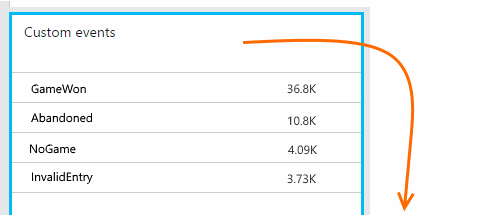 Custom events
GameWon 36.8K
Abandoned 10.8K
NoGame 4.09K
InvalidEntry 3.73K